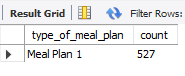 Result Grid Filter Rows:
type_of_meal_plan count
Meal Plan 1 527